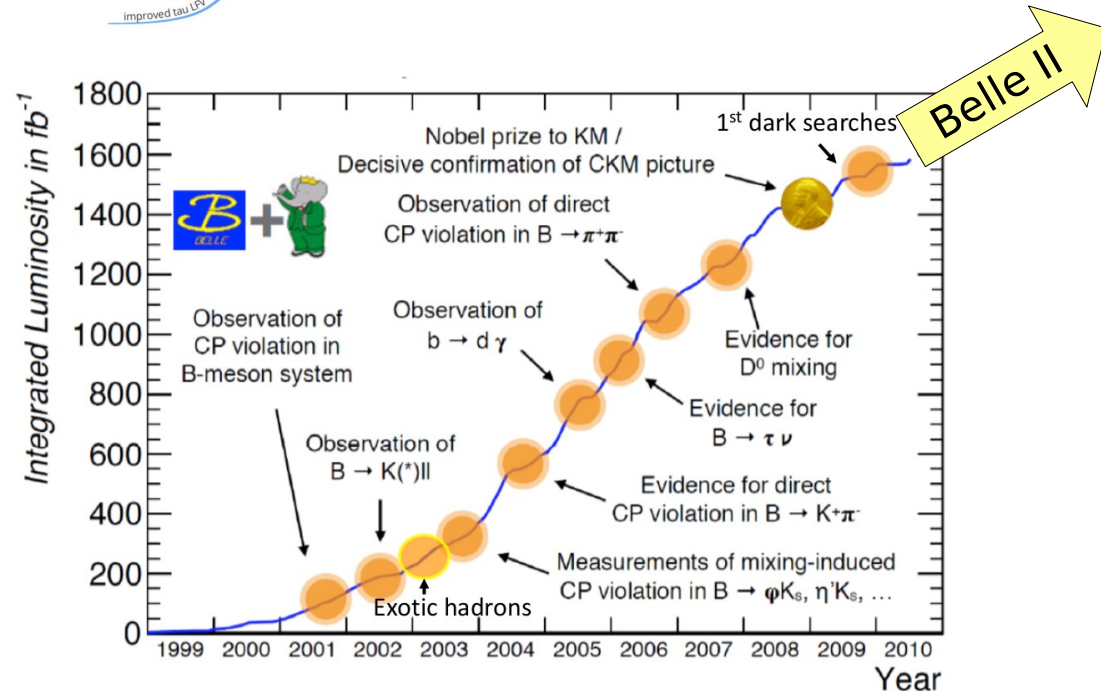 improved tau LFV
Belle II
Integrated Luminosity in fb⁻¹
1800
1600
1400
1200
1000
800
600
400
200
0
1st dark searches
Nobel prize to KM /
Decisive confirmation of CKM picture
B
BELLE
+
Observation of direct
CP violation in B → π⁺π⁻
Observation of
CP violation in
B-meson system
Observation of
b → d γ
Evidence for
D⁰ mixing
Evidence for
B → τ ν
Observation of
B → K(*)ll
Evidence for direct
CP violation in B → K⁺π⁻
Measurements of mixing-induced
CP violation in B → φKs, η'Ks, …
Exotic hadrons
1999 2000 2001 2002 2003 2004 2005 2006 2007 2008 2009 2010
Year